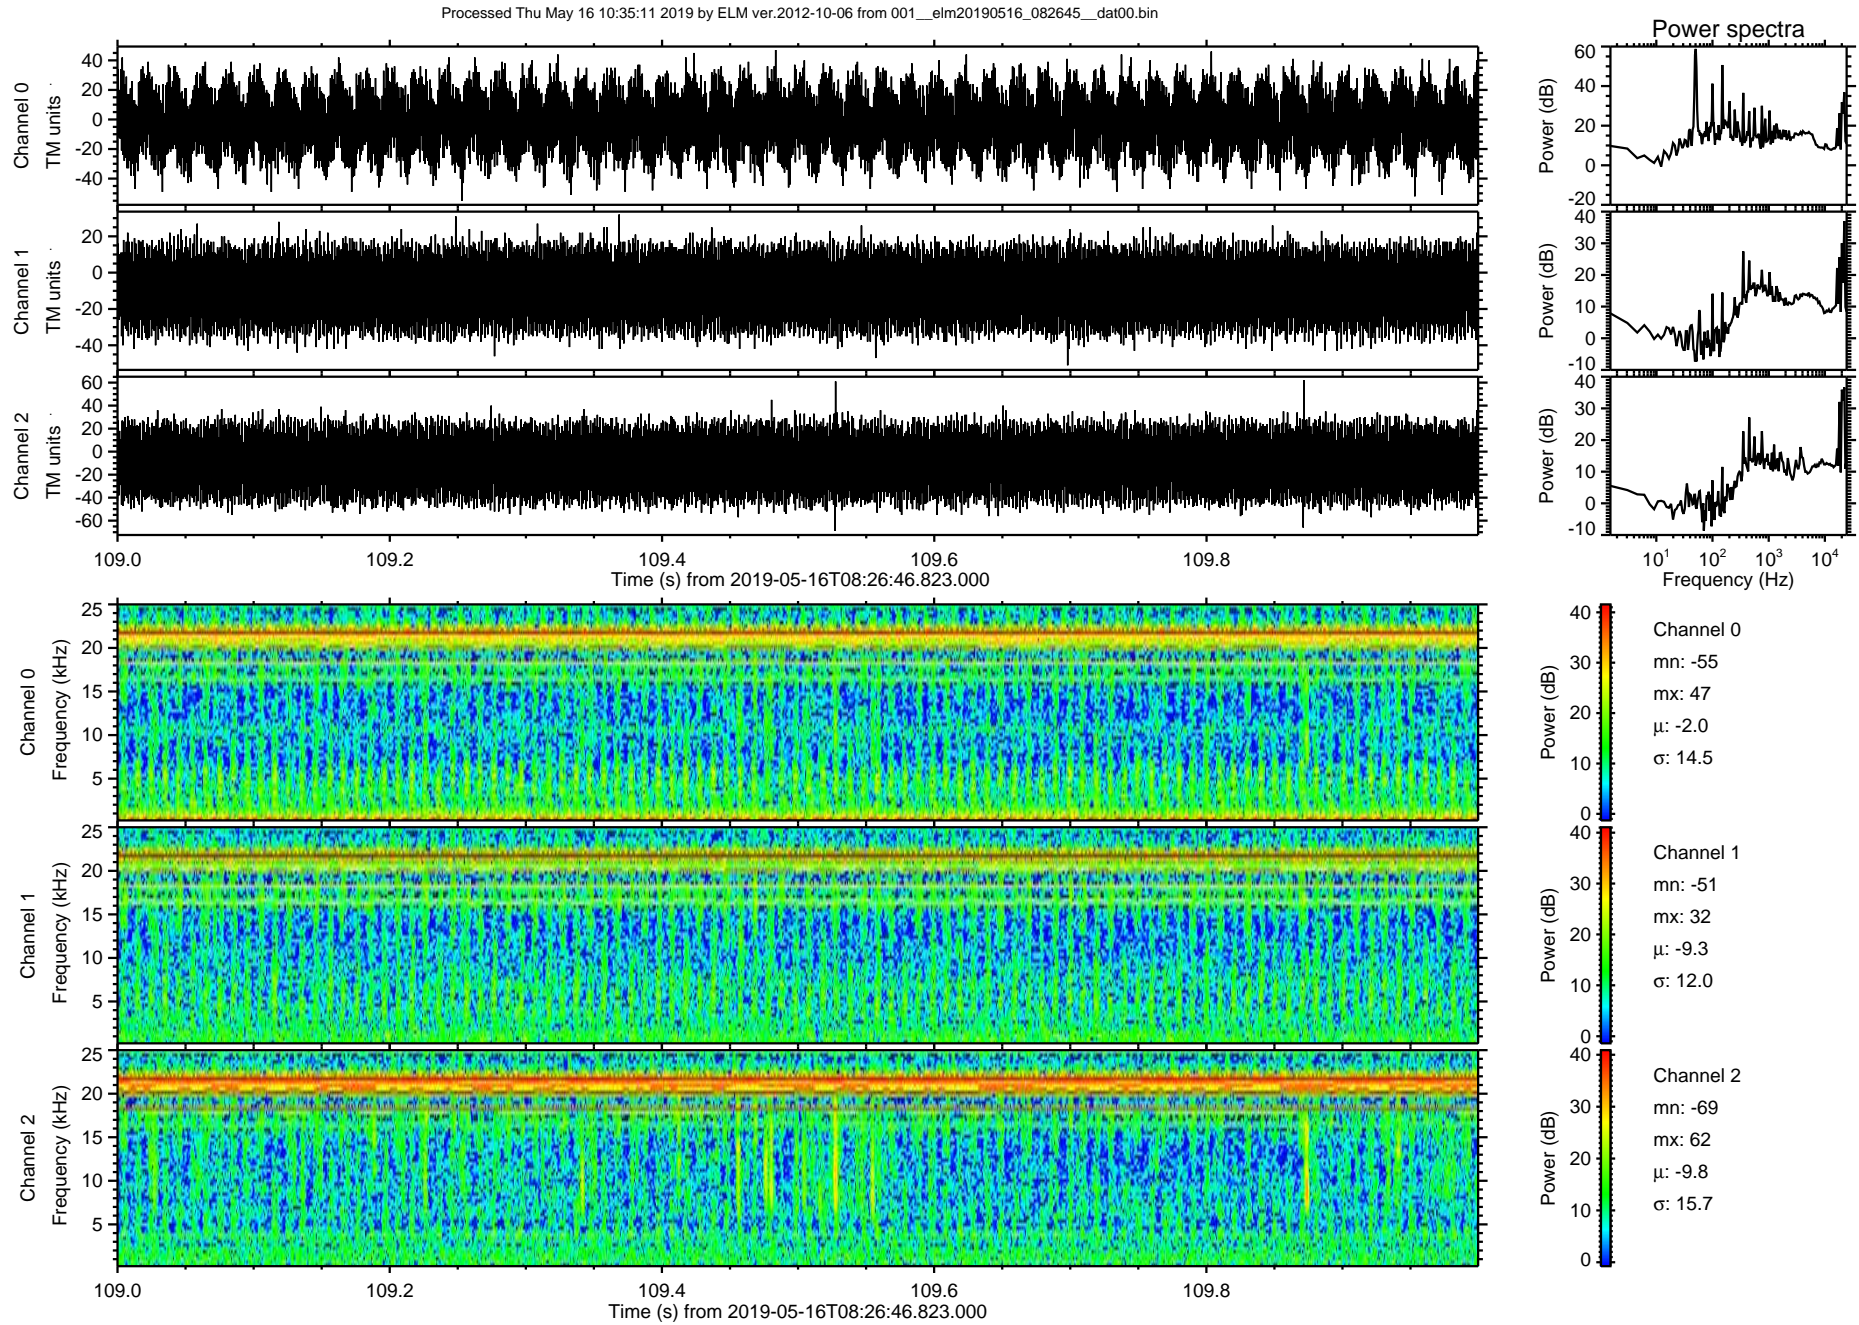 Processed Thu May 16 10:35:11 2019 by ELM ver.2012-10-06 from 001__elm20190516_082645__dat00.bin
Power spectra
Channel 0
TM units
40
20
0
-20
-40
Power (dB)
60
40
20
0
-20
Channel 1
TM units
20
0
-20
-40
Power (dB)
40
30
20
10
0
-10
Channel 2
TM units
60
40
20
0
-20
-40
-60
Power (dB)
40
30
20
10
0
-10
109.0 109.2 109.4 109.6 109.8
Time (s) from 2019-05-16T08:26:46.823.000
10^1 10^2 10^3 10^4
Frequency (Hz)
Channel 0
Frequency (kHz)
25
20
15
10
5
Power (dB)
40
30
20
10
0
Channel 0
mn: -55
mx: 47
μ: -2.0
σ: 14.5
Channel 1
Frequency (kHz)
25
20
15
10
5
Power (dB)
40
30
20
10
0
Channel 1
mn: -51
mx: 32
μ: -9.3
σ: 12.0
Channel 2
Frequency (kHz)
25
20
15
10
5
Power (dB)
40
30
20
10
0
Channel 2
mn: -69
mx: 62
μ: -9.8
σ: 15.7
109.0 109.2 109.4 109.6 109.8
Time (s) from 2019-05-16T08:26:46.823.000